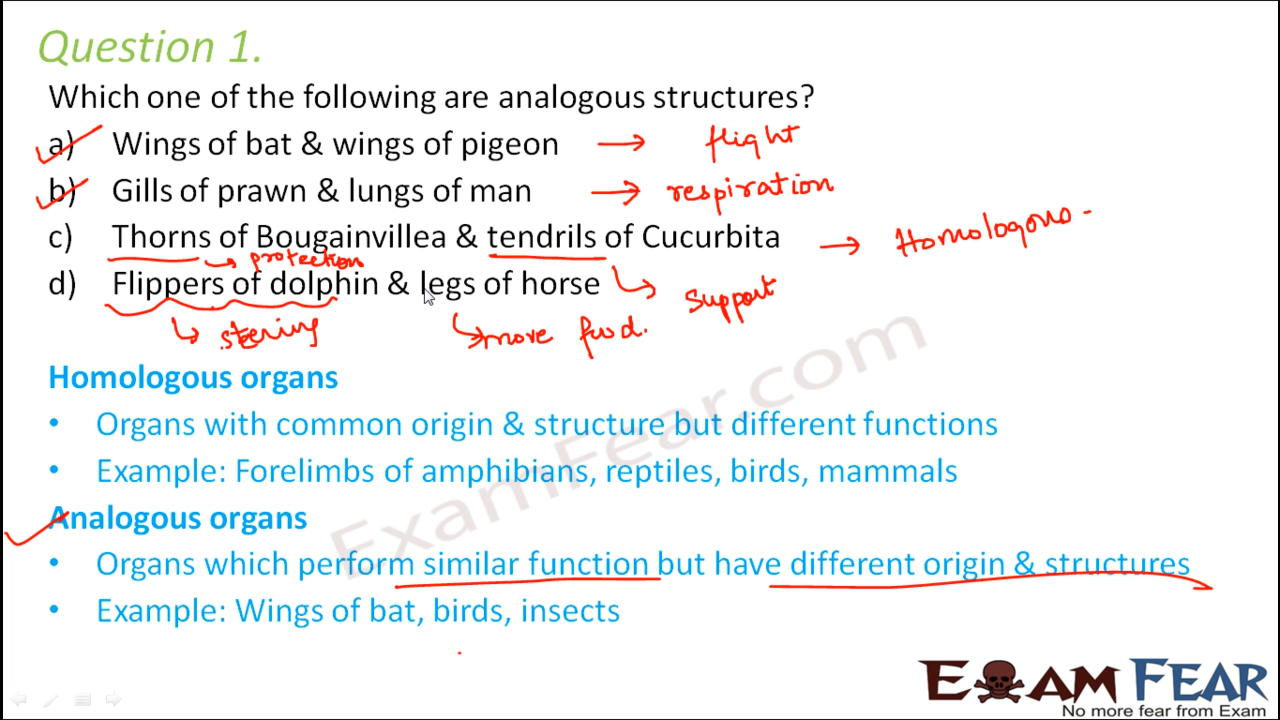 Question 1.
Which one of the following are analogous structures?
a) Wings of bat & wings of pigeon → flight
b) Gills of prawn & lungs of man → respiration
c) Thorns of Bougainvillea & tendrils of Cucurbita → Homologous
protection
d) Flippers of dolphin & legs of horse
support
stering
move fwd.
Homologous organs
• Organs with common origin & structure but different functions
• Example: Forelimbs of amphibians, reptiles, birds, mammals
Analogous organs
• Organs which perform similar function but have different origin & structures
• Example: Wings of bat, birds, insects
ExamFear.com
EXAM FEAR
No more fear from Exam